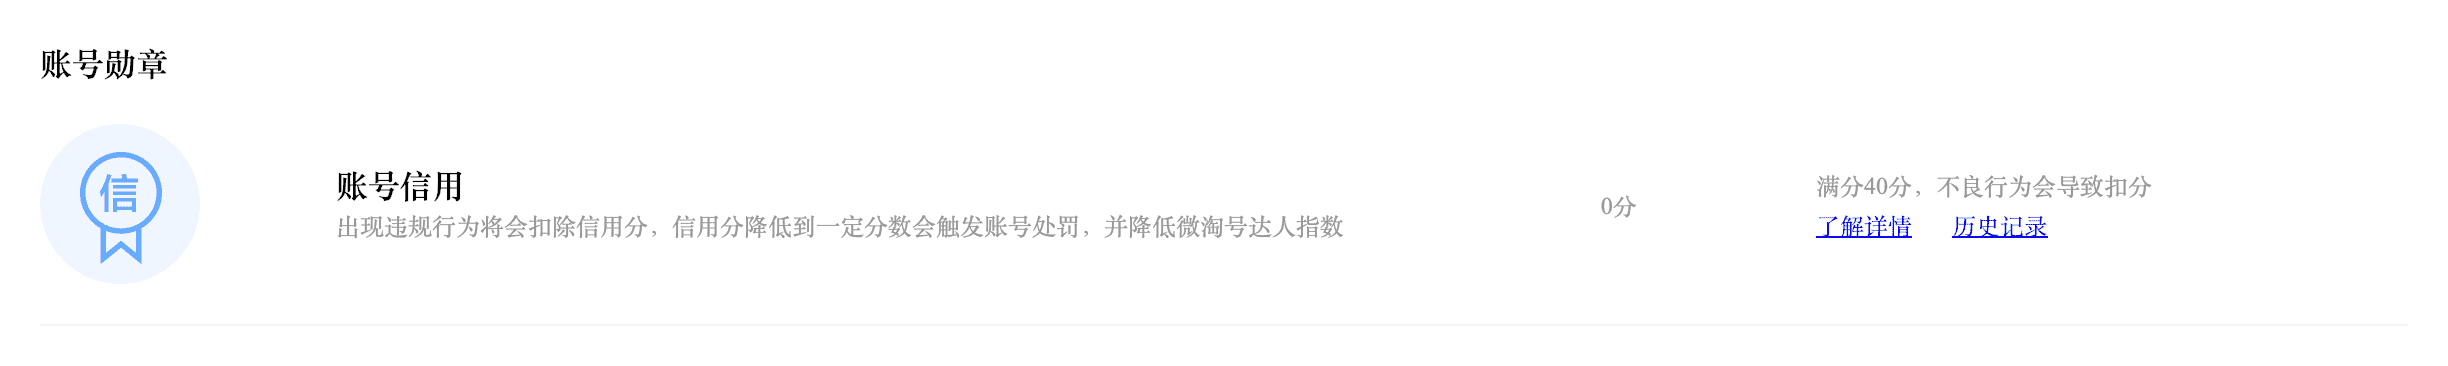 账号勋章
信
账号信用
出现违规行为将会扣除信用分，信用分降低到一定分数会触发账号处罚，并降低微淘号达人指数
0分
满分40分，不良行为会导致扣分
了解详情 历史记录